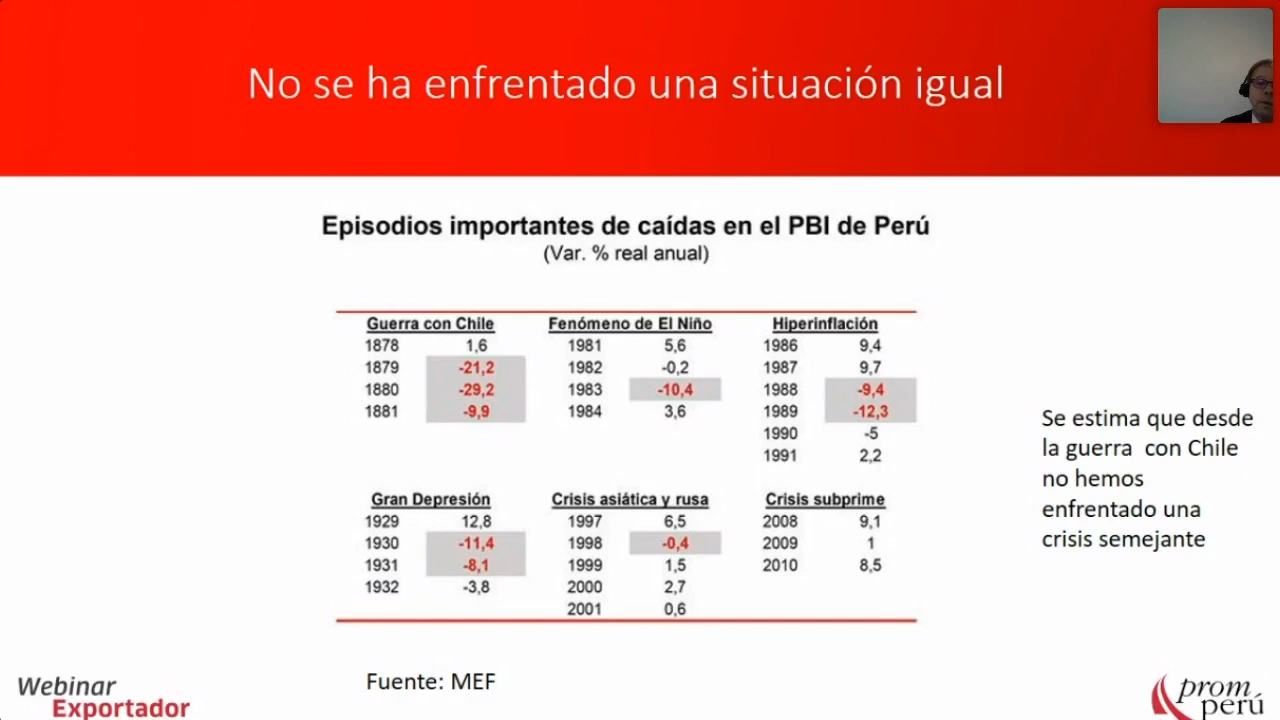 No se ha enfrentado una situación igual
Episodios importantes de caídas en el PBI de Perú
(Var. % real anual)
Guerra con Chile Fenómeno de El Niño Hiperinflación
1878 1,6 1981 5,6 1986 9,4
1879 -21,2 1982 -0,2 1987 9,7
1880 -29,2 1983 -10,4 1988 -9,4
1881 -9,9 1984 3,6 1989 -12,3
1990 -5
1991 2,2
Gran Depresión Crisis asiática y rusa Crisis subprime
1929 12,8 1997 6,5 2008 9,1
1930 -11,4 1998 -0,4 2009 1
1931 -8,1 1999 1,5 2010 8,5
1932 -3,8 2000 2,7
2001 0,6
Se estima que desde
la guerra con Chile
no hemos
enfrentado una
crisis semejante
Fuente: MEF
Webinar
Exportador
prom
perú